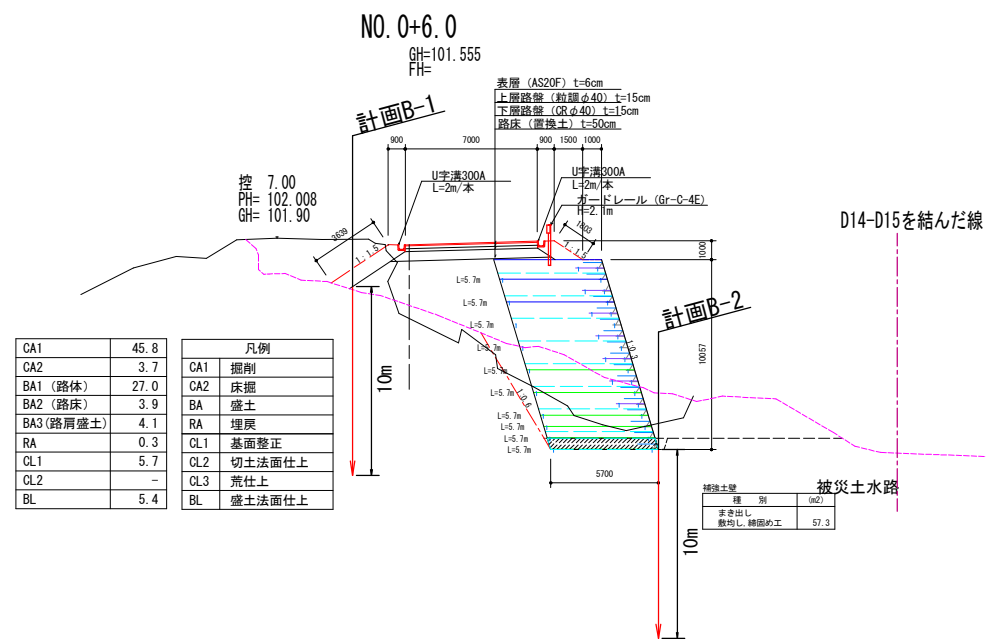 NO.0+6.0
GH=101.555
FH=
表層 (AS20F) t=6cm
上層路盤 (粒調φ40) t=15cm
下層路盤 (CRφ40) t=15cm
路床 (置換土) t=50cm
計画B-1
900
7000
900
1500
1000
U字溝300A
L=2m/本
U字溝300A
L=2m/本
ガードレール (Gr-C-4E)
H=2.1m
控 7.00
PH= 102.008
GH= 101.90
D14-D15を結んだ線
3639
1:1.5
1803
1:1.5
1000
L=5.7m
L=5.7m
L=5.7m
L=5.7m
L=5.7m
L=5.7m
L=5.7m
L=5.7m
L=5.7m
L=5.7m
1:0.3
1:0.6
10057
計画B-2
10m
CA1 45.8
CA2 3.7
BA1 (路体) 27.0
BA2 (路床) 3.9
BA3(路肩盛土) 4.1
RA 0.3
CL1 5.7
CL2 -
BL 5.4
凡例
CA1 掘削
CA2 床掘
BA 盛土
RA 埋戻
CL1 基面整正
CL2 切土法面仕上
CL3 荒仕上
BL 盛土法面仕上
5700
10m
補強土壁
種 別 (m2)
まき出し
敷均し、締固め工 57.3
被災土水路